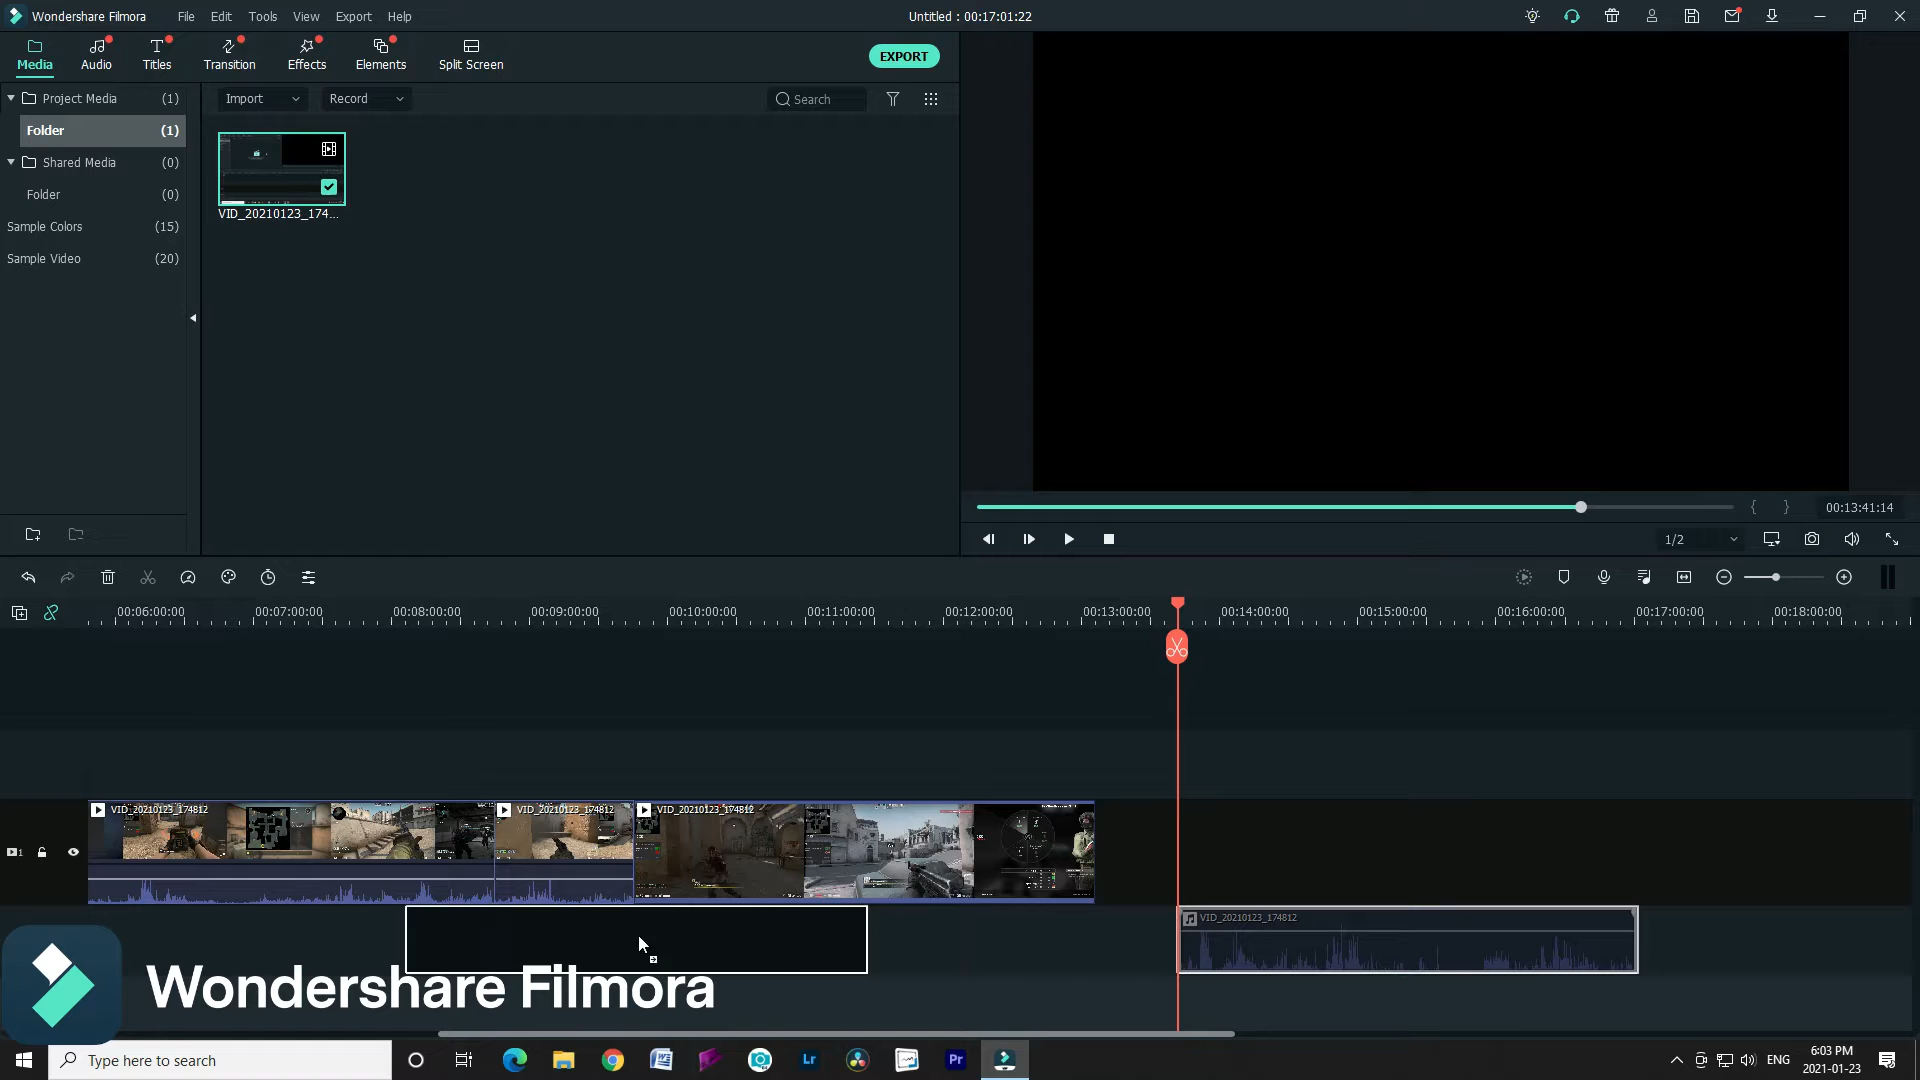 Wondershare Filmora File Edit Tools View Export Help
Untitled : 00:17:01:22
Media Audio Titles Transition Effects Elements Split Screen
EXPORT
Project Media (1)
Import Record Search
Folder (1)
Shared Media (0)
Folder (0)
VID_20210123_174...
Sample Colors (15)
Sample Video (20)
00:13:41:14
1/2
00:06:00:00 00:07:00:00 00:08:00:00 00:09:00:00 00:10:00:00 00:11:00:00 00:12:00:00 00:13:00:00 00:14:00:00 00:15:00:00 00:16:00:00 00:17:00:00 00:18:00:00
VID_20210123_174812 VID_20210123_174812 VID_20210123_174812
1
VID_20210123_174812
Wondershare Filmora
Type here to search
Lr Pr
ENG
6:03 PM
2021-01-23